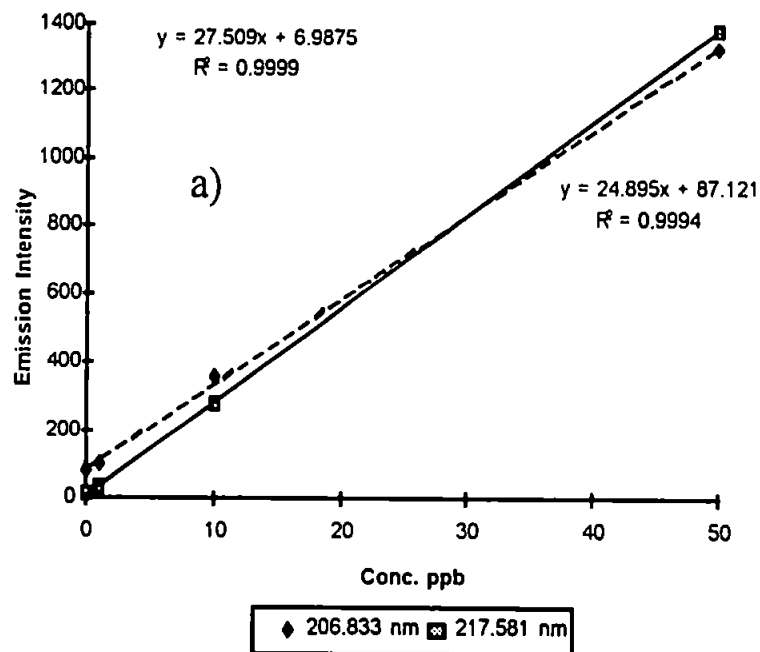 1400
y = 27.509x + 6.9875
R² = 0.9999
1200
1000
a)
y = 24.895x + 87.121
R² = 0.9994
800
600
400
200
0
Emission Intensity
0 10 20 30 40 50
Conc. ppb
206.833 nm 217.581 nm